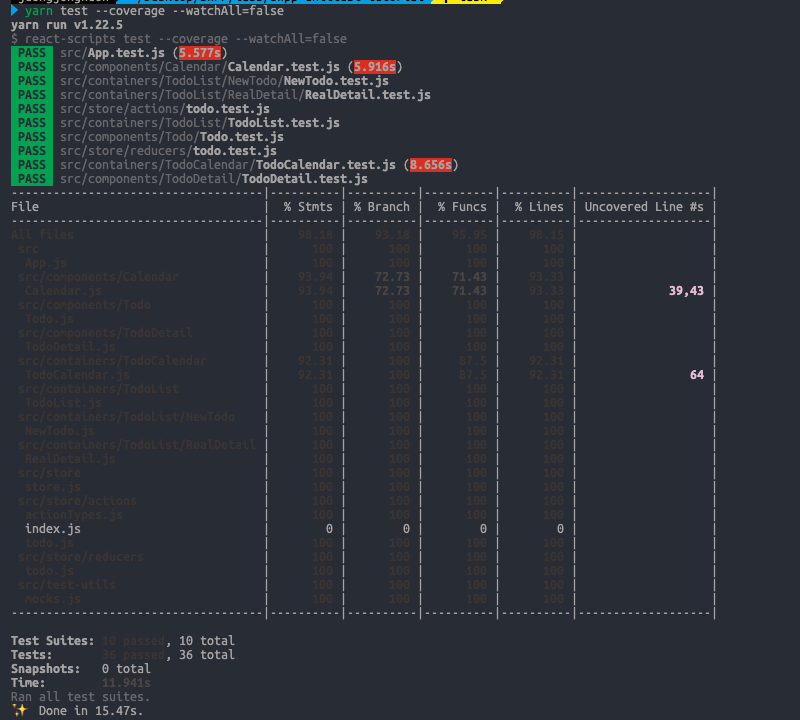 yarn test --coverage --watchAll=false
yarn run v1.22.5
$ react-scripts test --coverage --watchAll=false
PASS src/App.test.js (5.577s)
PASS src/components/Calendar/Calendar.test.js (5.916s)
PASS src/containers/TodoList/NewTodo/NewTodo.test.js
PASS src/containers/TodoList/RealDetail/RealDetail.test.js
PASS src/store/actions/todo.test.js
PASS src/containers/TodoList/TodoList.test.js
PASS src/components/Todo/Todo.test.js
PASS src/store/reducers/todo.test.js
PASS src/containers/TodoCalendar/TodoCalendar.test.js (8.656s)
PASS src/components/TodoDetail/TodoDetail.test.js
File | % Stmts | % Branch | % Funcs | % Lines | Uncovered Line #s |
All files | 98.18 | 93.18 | 95.95 | 98.15 | |
src | 100 | 100 | 100 | 100 | |
App.js | 100 | 100 | 100 | 100 | |
src/components/Calendar | 93.94 | 72.73 | 71.43 | 93.33 | |
Calendar.js | 93.94 | 72.73 | 71.43 | 93.33 | 39,43 |
src/components/Todo | 100 | 100 | 100 | 100 | |
Todo.js | 100 | 100 | 100 | 100 | |
src/components/TodoDetail | 100 | 100 | 100 | 100 | |
TodoDetail.js | 100 | 100 | 100 | 100 | |
src/containers/TodoCalendar | 92.31 | 100 | 87.5 | 92.31 | |
TodoCalendar.js | 92.31 | 100 | 87.5 | 92.31 | 64 |
src/containers/TodoList | 100 | 100 | 100 | 100 | |
TodoList.js | 100 | 100 | 100 | 100 | |
src/containers/TodoList/NewTodo | 100 | 100 | 100 | 100 | |
NewTodo.js | 100 | 100 | 100 | 100 | |
src/containers/TodoList/RealDetail | 100 | 100 | 100 | 100 | |
RealDetail.js | 100 | 100 | 100 | 100 | |
src/store | 100 | 100 | 100 | 100 | |
store.js | 100 | 100 | 100 | 100 | |
src/store/actions | 100 | 100 | 100 | 100 | |
actionTypes.js | 100 | 100 | 100 | 100 | |
index.js | 0 | 0 | 0 | 0 | |
todo.js | 100 | 100 | 100 | 100 | |
src/store/reducers | 100 | 100 | 100 | 100 | |
todo.js | 100 | 100 | 100 | 100 | |
src/test-utils | 100 | 100 | 100 | 100 | |
mocks.js | 100 | 100 | 100 | 100 | |
Test Suites: 10 passed, 10 total
Tests: 36 passed, 36 total
Snapshots: 0 total
Time: 11.941s
Ran all test suites.
✨ Done in 15.47s.